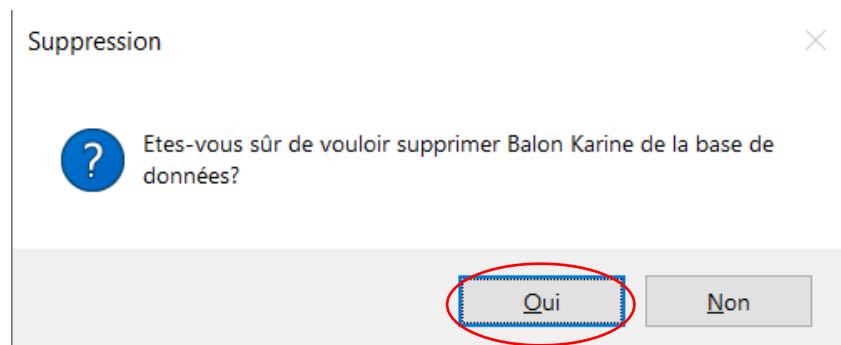 Suppression
Etes-vous sûr de vouloir supprimer Balon Karine de la base de
données?
Oui
Non